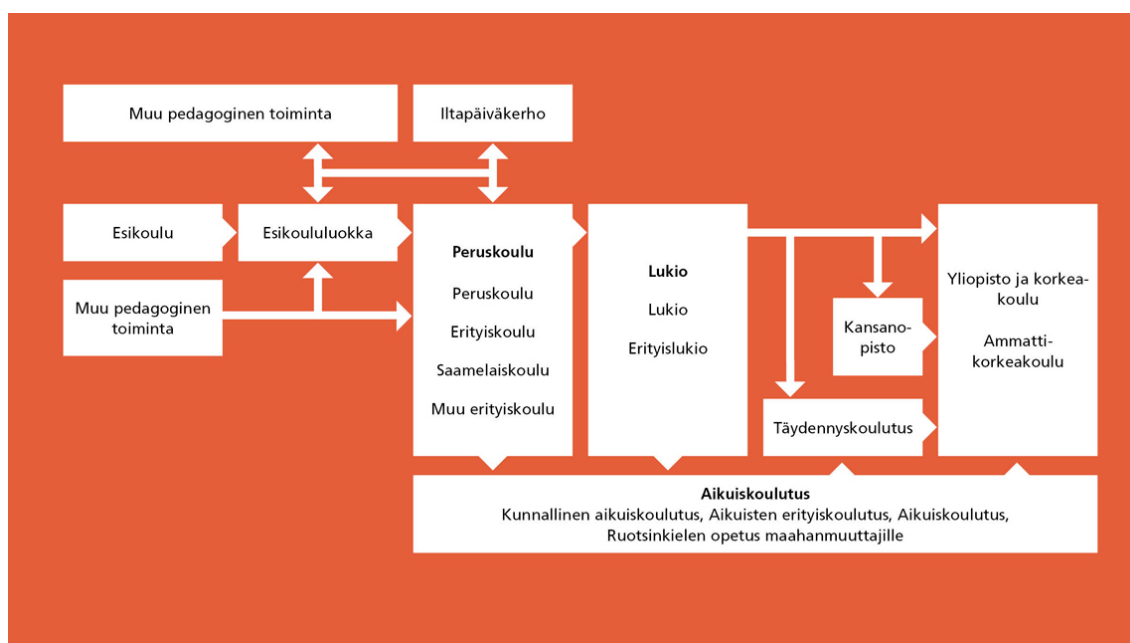 Muu pedagoginen toiminta
Iltapäiväkerho
Esikoulu
Esikoululuokka
Muu pedagoginen
toiminta
Peruskoulu
Peruskoulu
Erityiskoulu
Saamelaiskoulu
Muu erityiskoulu
Lukio
Lukio
Erityislukio
Kansano-
pisto
Täydennyskoulutus
Yliopisto ja korkea-
koulu
Ammatti-
korkeakoulu
Aikuiskoulutus
Kunnallinen aikuiskoulutus, Aikuisten erityiskoulutus, Aikuiskoulutus,
Ruotsinkielen opetus maahanmuuttajille